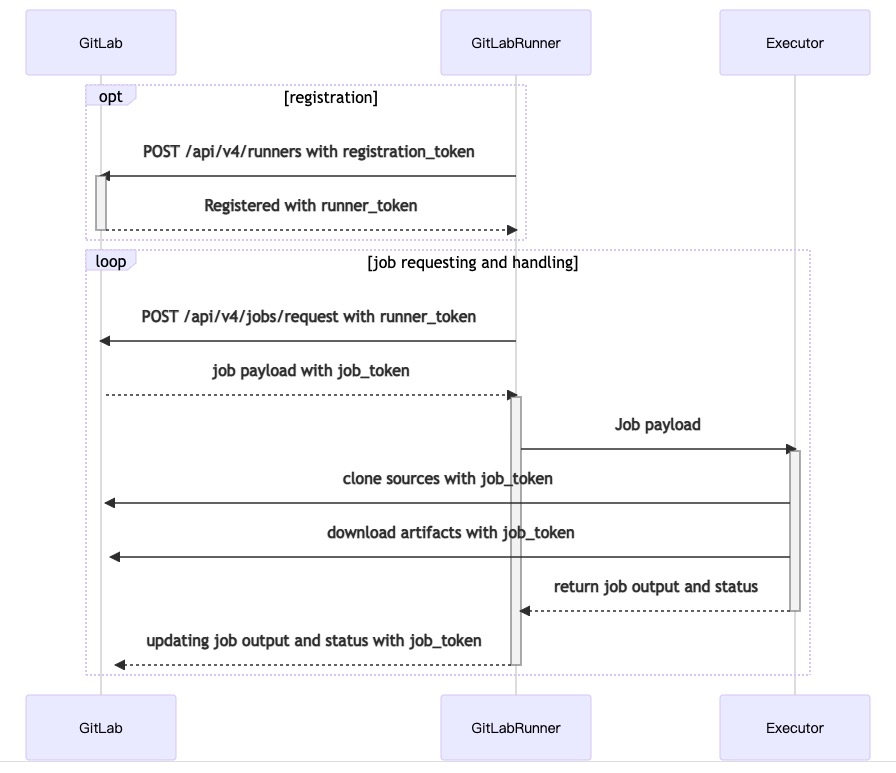 GitLab
GitLabRunner
Executor
opt
[registration]
POST /api/v4/runners with registration_token
Registered with runner_token
loop
[job requesting and handling]
POST /api/v4/jobs/request with runner_token
job payload with job_token
Job payload
clone sources with job_token
download artifacts with job_token
return job output and status
updating job output and status with job_token
GitLab
GitLabRunner
Executor